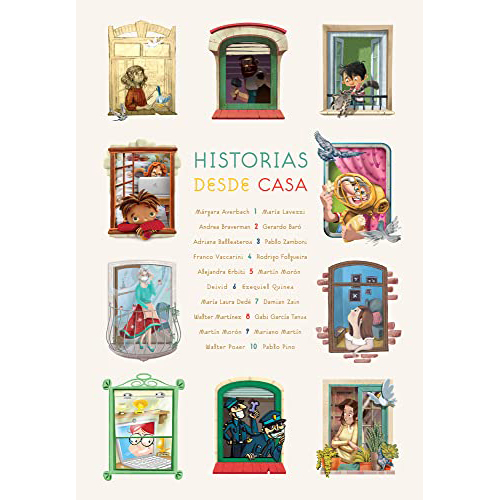 HISTORIAS
DESDE CASA
Márgara Averbach 1 María Lavezzi
Andrea Braverman 2 Gerardo Baró
Adriana Ballesteros 3 Pablo Zamboni
Franco Vaccarini 4 Rodrigo Folgueira
Alejandra Erbiti 5 Martín Morón
Deivid 6 Ezequiel Quines
María Laura Dedé 7 Damian Zain
Walter Martínez 8 Gabi García Tansa
Martín Morón 9 Mariano Martín
Walter Poser 10 Pablo Pino